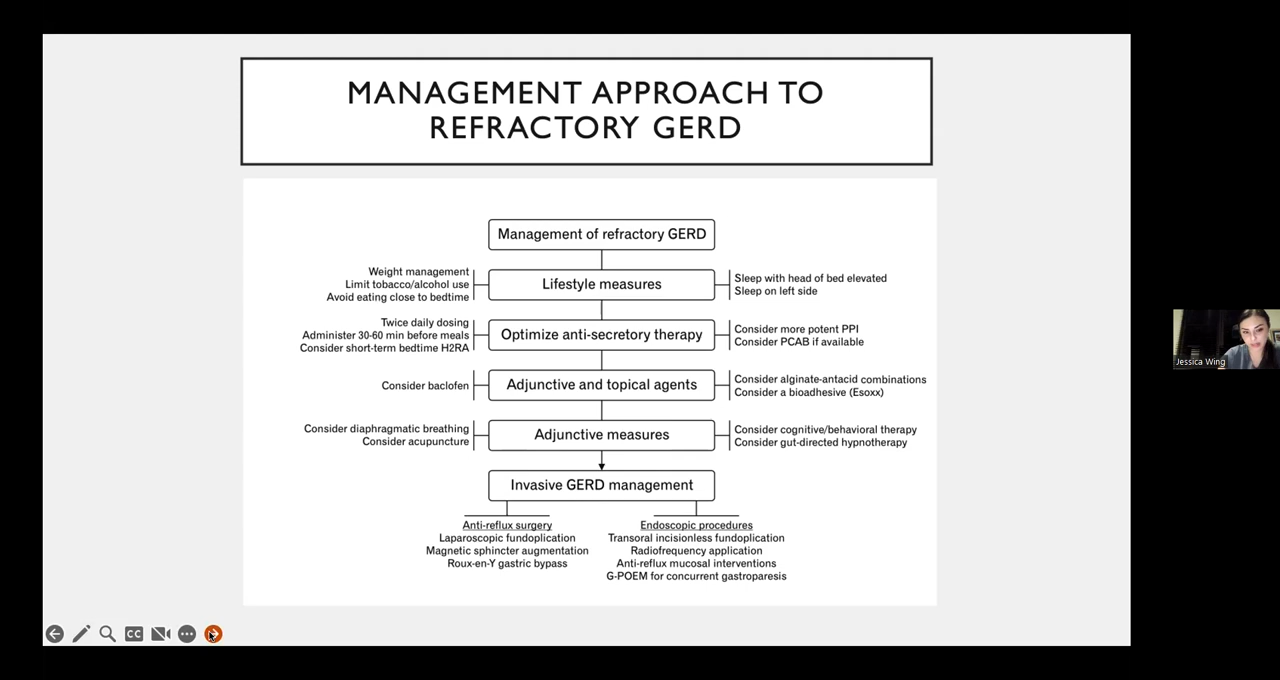 MANAGEMENT APPROACH TO
REFRACTORY GERD
Management of refractory GERD
Weight management
Limit tobacco/alcohol use
Avoid eating close to bedtime
Lifestyle measures
Sleep with head of bed elevated
Sleep on left side
Twice daily dosing
Administer 30-60 min before meals
Consider short-term bedtime H2RA
Optimize anti-secretory therapy
Consider more potent PPI
Consider PCAB if available
Consider baclofen
Adjunctive and topical agents
Consider alginate-antacid combinations
Consider a bioadhesive (Esoxx)
Consider diaphragmatic breathing
Consider acupuncture
Adjunctive measures
Consider cognitive/behavioral therapy
Consider gut-directed hypnotherapy
Invasive GERD management
Anti-reflux surgery
Laparoscopic fundoplication
Magnetic sphincter augmentation
Roux-en-Y gastric bypass
Endoscopic procedures
Transoral incisionless fundoplication
Radiofrequency application
Anti-reflux mucosal interventions
G-POEM for concurrent gastroparesis
CC
Jessica Wing